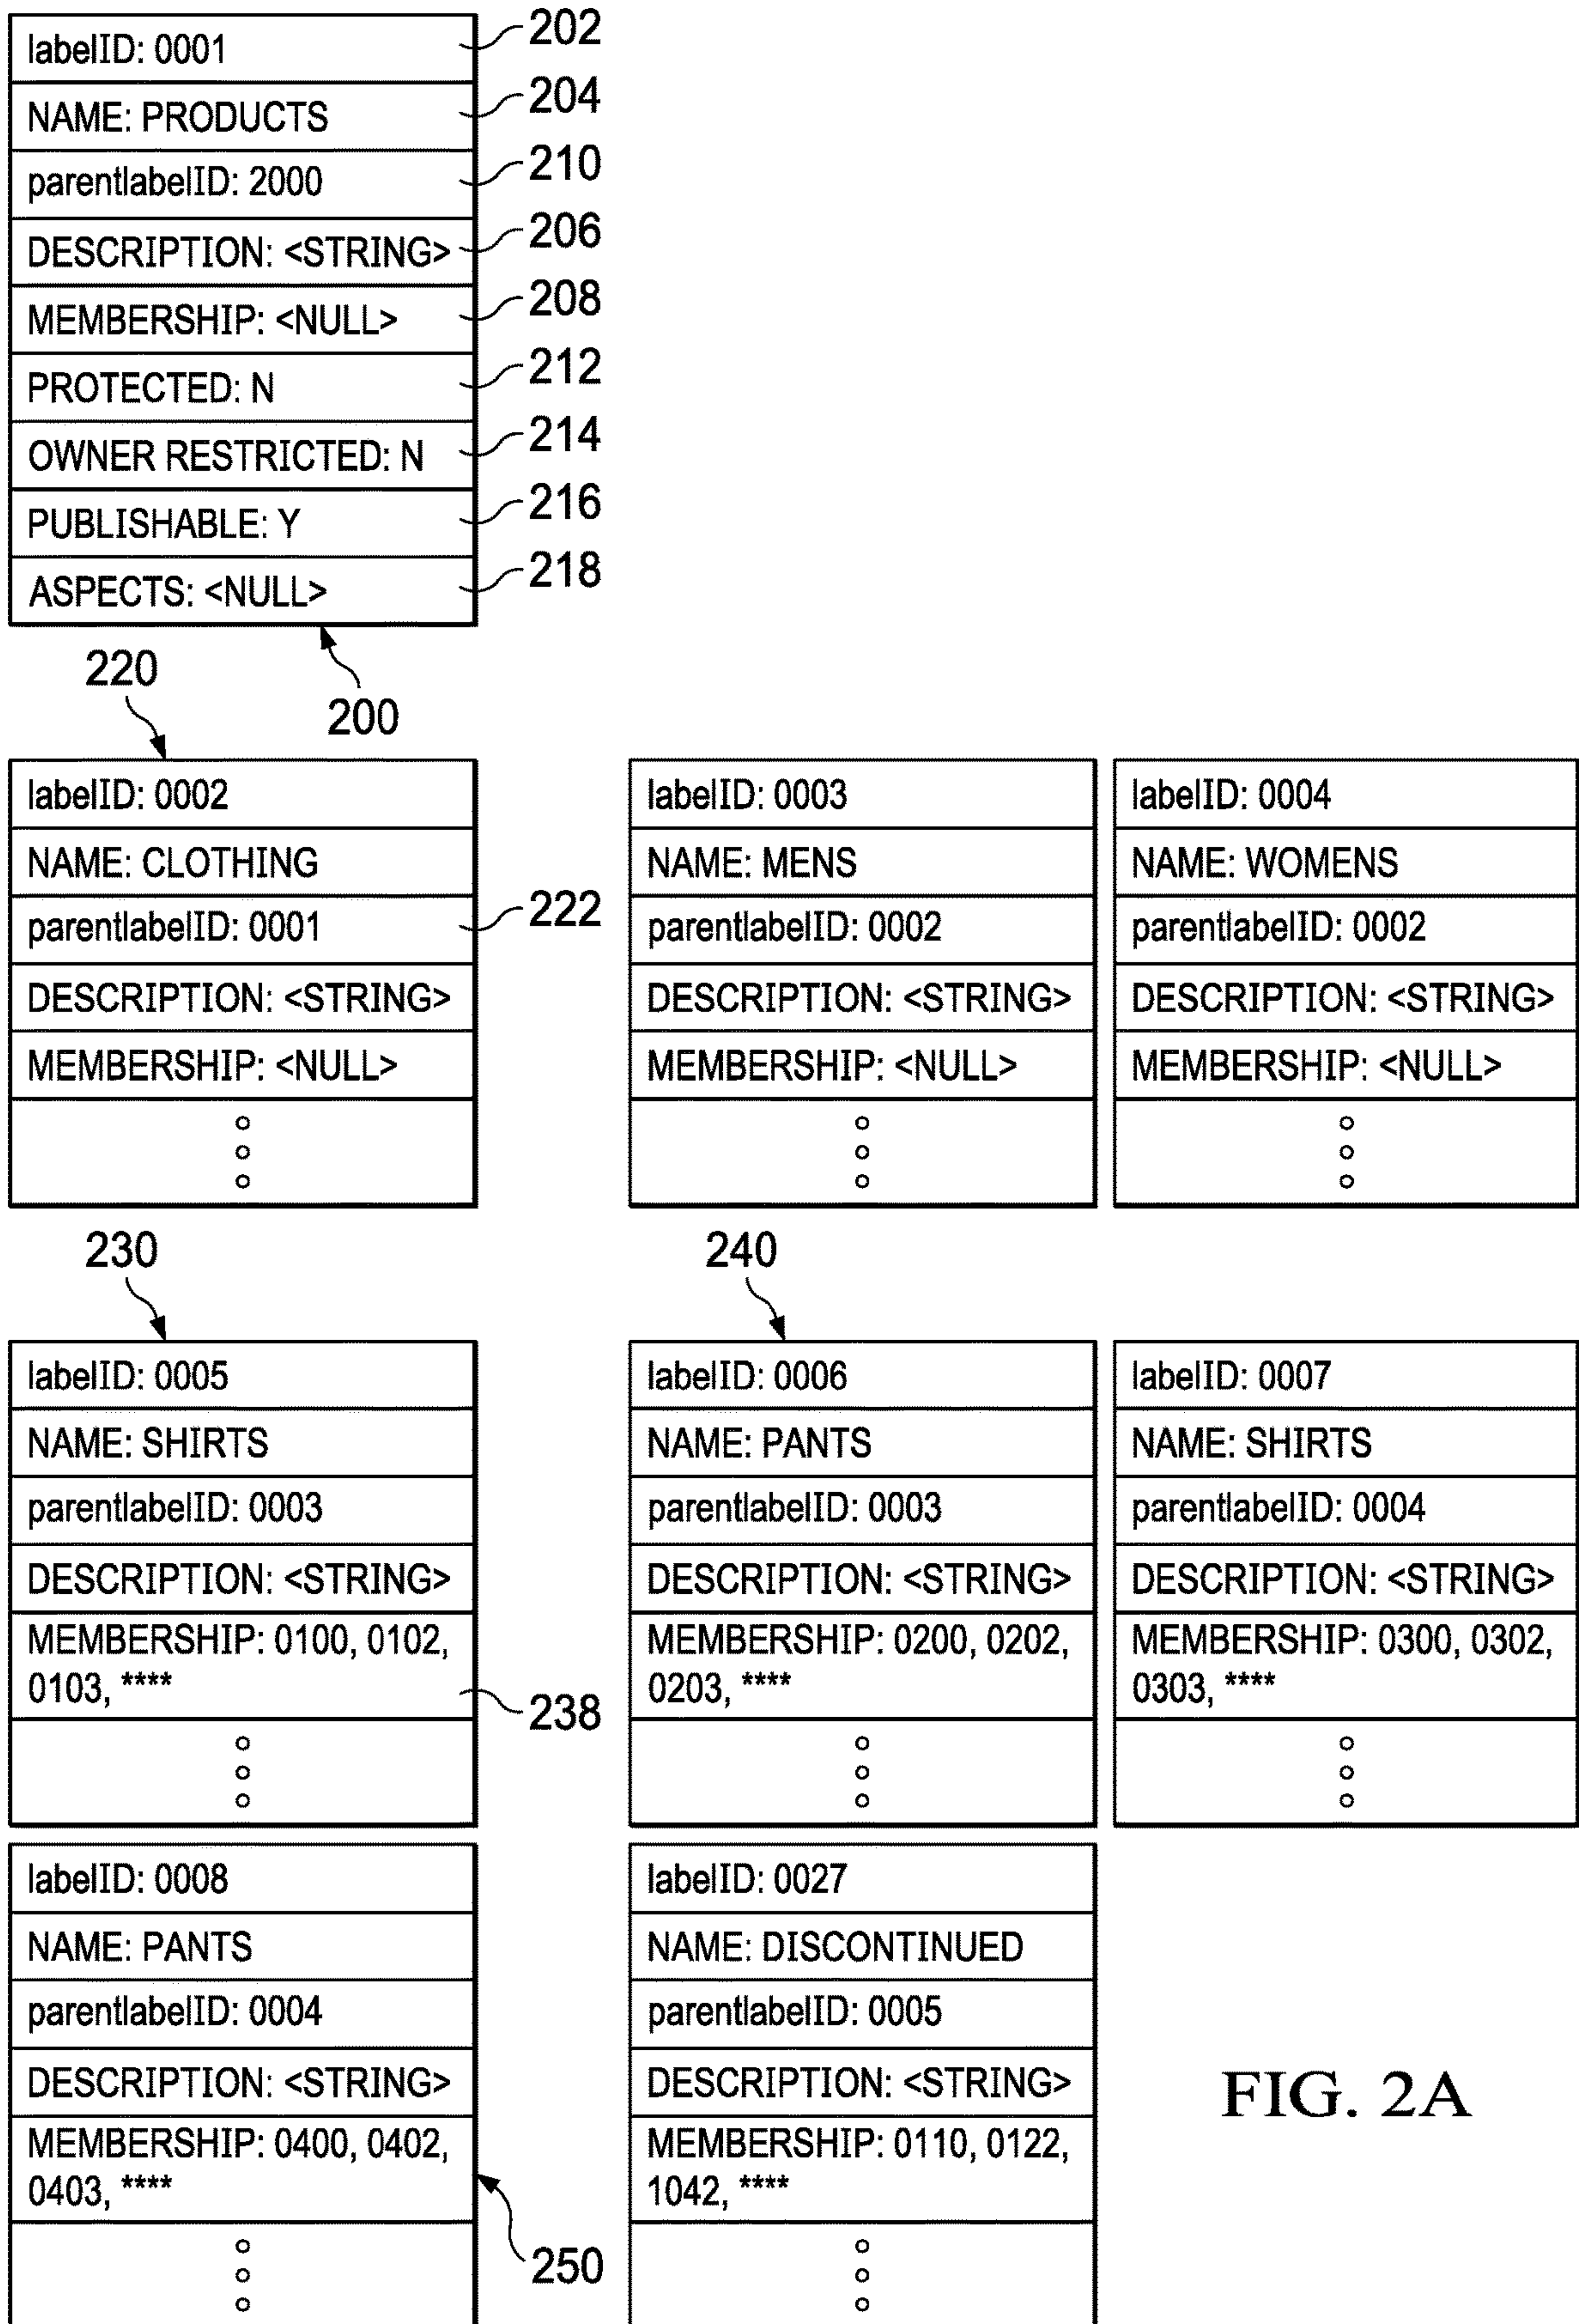 labelID: 0001
202
NAME: PRODUCTS
204
parentlabelID: 2000
210
DESCRIPTION: <STRING>
206
MEMBERSHIP: <NULL>
208
PROTECTED: N
212
OWNER RESTRICTED: N
214
PUBLISHABLE: Y
216
ASPECTS: <NULL>
218
200
220
labelID: 0002
NAME: CLOTHING
parentlabelID: 0001
222
DESCRIPTION: <STRING>
MEMBERSHIP: <NULL>
labelID: 0003
NAME: MENS
parentlabelID: 0002
DESCRIPTION: <STRING>
MEMBERSHIP: <NULL>
labelID: 0004
NAME: WOMENS
parentlabelID: 0002
DESCRIPTION: <STRING>
MEMBERSHIP: <NULL>
230
labelID: 0005
NAME: SHIRTS
parentlabelID: 0003
DESCRIPTION: <STRING>
MEMBERSHIP: 0100, 0102,
0103, ****
238
240
labelID: 0006
NAME: PANTS
parentlabelID: 0003
DESCRIPTION: <STRING>
MEMBERSHIP: 0200, 0202,
0203, ****
labelID: 0007
NAME: SHIRTS
parentlabelID: 0004
DESCRIPTION: <STRING>
MEMBERSHIP: 0300, 0302,
0303, ****
labelID: 0008
NAME: PANTS
parentlabelID: 0004
DESCRIPTION: <STRING>
MEMBERSHIP: 0400, 0402,
0403, ****
250
labelID: 0027
NAME: DISCONTINUED
parentlabelID: 0005
DESCRIPTION: <STRING>
MEMBERSHIP: 0110, 0122,
1042, ****
FIG. 2A